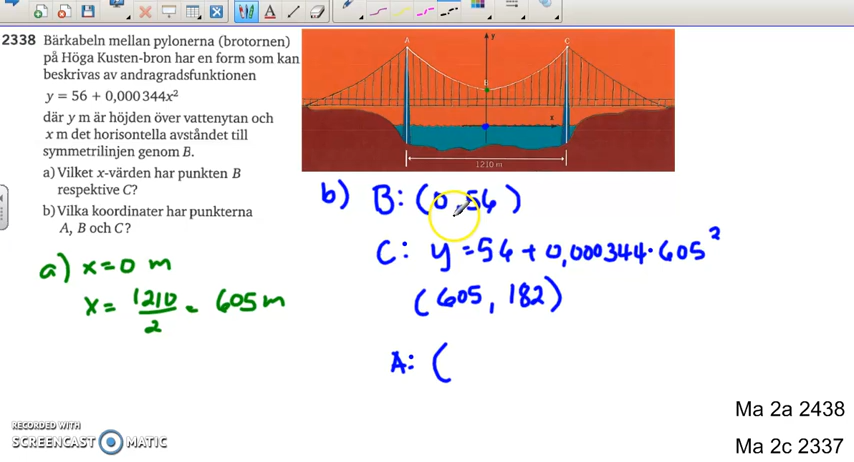 2338 Bärkabeln mellan pylonerna (brotornen)
på Höga Kusten-bron har en form som kan
beskrivas av andragradsfunktionen
y = 56 + 0,000 344x²
där y m är höjden över vattenytan och
x m det horisontella avståndet till
symmetrilinjen genom B.
a) Vilket x-värden har punkten B
respektive C?
b) Vilka koordinater har punkterna
A, B och C?
A
y
C
B
x
1210 m
a) x = 0 m
x = 1210/2 = 605 m
b) B: (0,56)
C: y = 56 + 0,000344·605²
(605, 182)
A: (
Ma 2a 2438
Ma 2c 2337
RECORDED WITH
SCREENCAST O MATIC